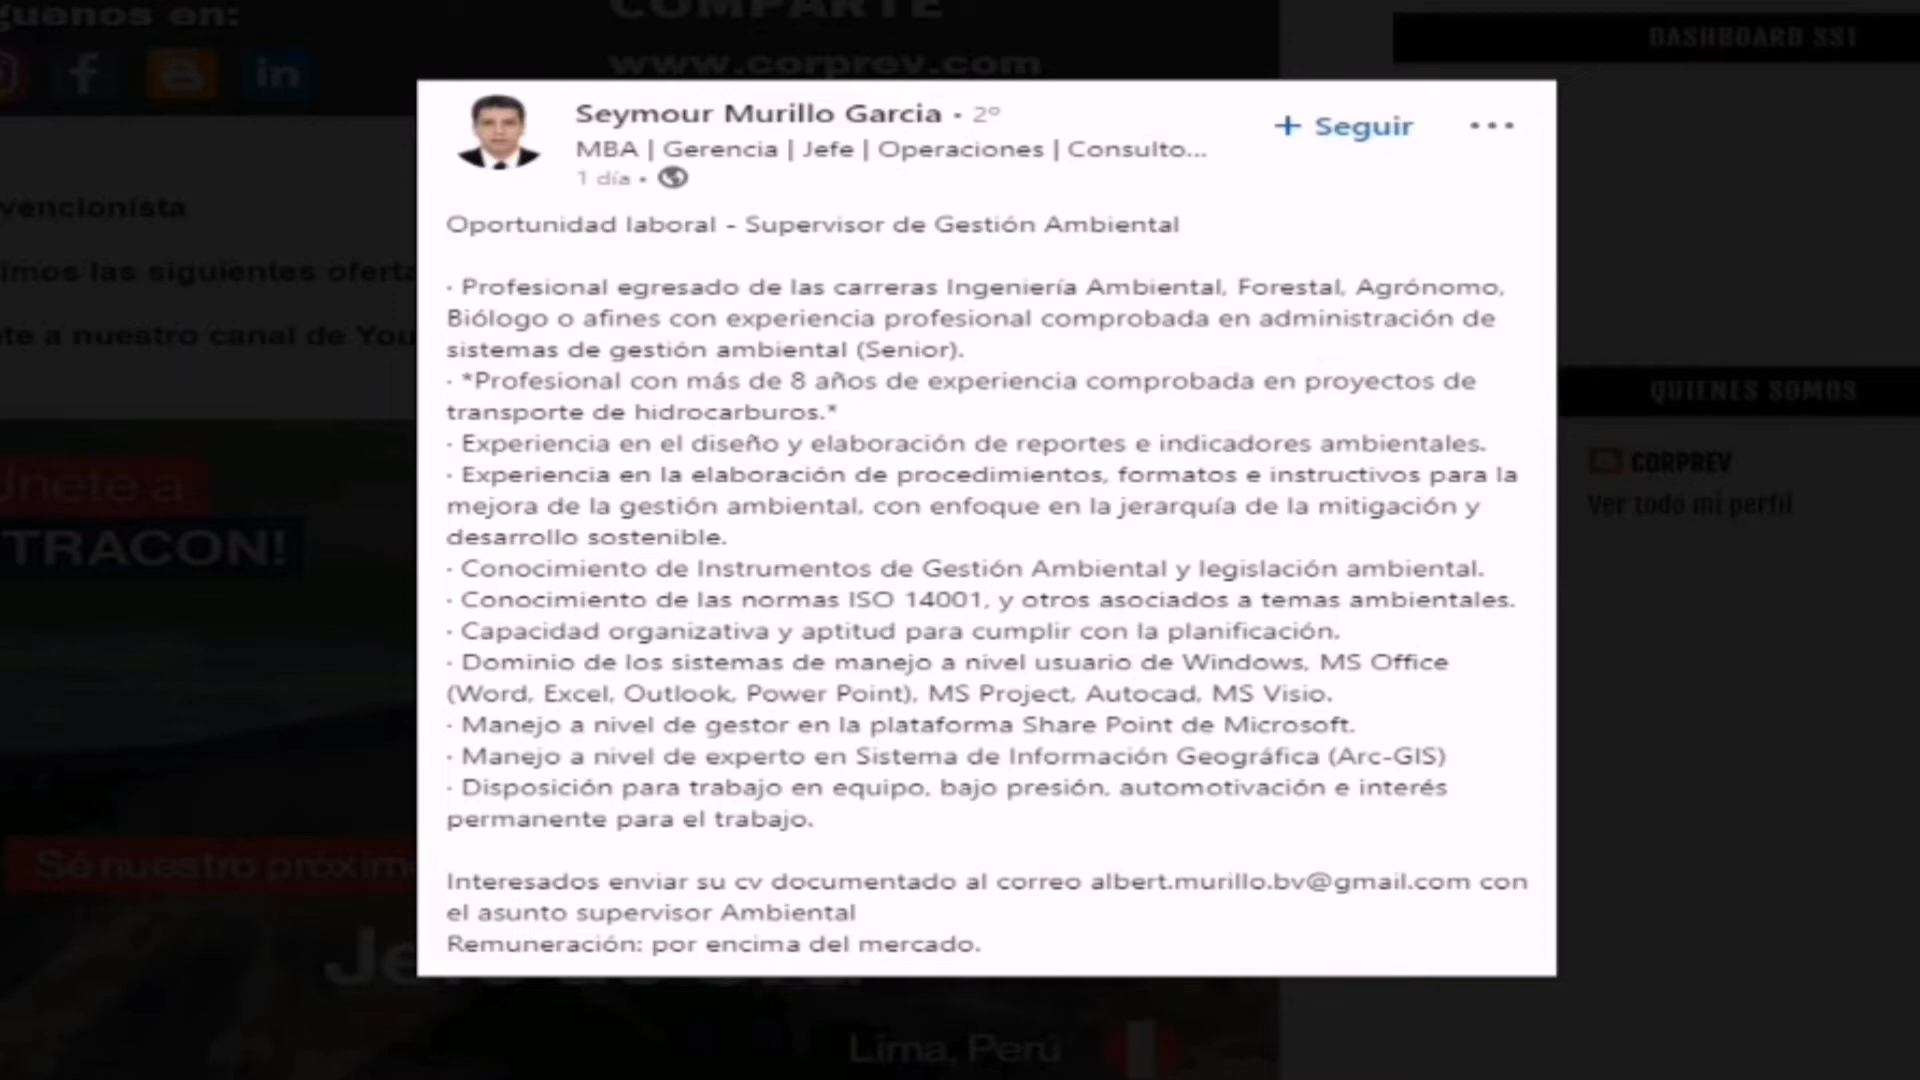 COMPARTE
www.corprev.com
DASHBOARD SST
Seymour Murillo Garcia • 2º
+ Seguir
MBA | Gerencia | Jefe | Operaciones | Consulto...
1 día •
Oportunidad laboral - Supervisor de Gestión Ambiental
· Profesional egresado de las carreras Ingeniería Ambiental, Forestal, Agrónomo,
Biólogo o afines con experiencia profesional comprobada en administración de
sistemas de gestión ambiental (Senior).
· *Profesional con más de 8 años de experiencia comprobada en proyectos de
transporte de hidrocarburos.*
· Experiencia en el diseño y elaboración de reportes e indicadores ambientales.
· Experiencia en la elaboración de procedimientos, formatos e instructivos para la
mejora de la gestión ambiental, con enfoque en la jerarquía de la mitigación y
desarrollo sostenible.
· Conocimiento de Instrumentos de Gestión Ambiental y legislación ambiental.
· Conocimiento de las normas ISO 14001, y otros asociados a temas ambientales.
· Capacidad organizativa y aptitud para cumplir con la planificación.
· Dominio de los sistemas de manejo a nivel usuario de Windows, MS Office
(Word, Excel, Outlook, Power Point), MS Project, Autocad, MS Visio.
· Manejo a nivel de gestor en la plataforma Share Point de Microsoft.
· Manejo a nivel de experto en Sistema de Información Geográfica (Arc-GIS)
· Disposición para trabajo en equipo, bajo presión, automotivación e interés
permanente para el trabajo.
Interesados enviar su cv documentado al correo albert.murillo.bv@gmail.com con
el asunto supervisor Ambiental
Remuneración: por encima del mercado.
guenos en:
vencionista
imos las siguientes oferta
te a nuestro canal de You
Únete a
TRACON!
Sé nuestro próxim
Lima, Perú
QUIENES SOMOS
CORPREV
Ver todo mi perfil